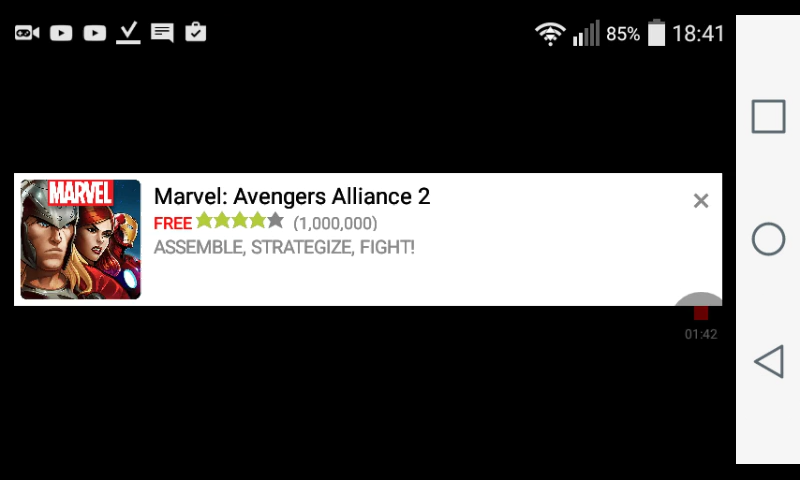 85% 18:41
MARVEL
Marvel: Avengers Alliance 2
FREE (1,000,000)
ASSEMBLE, STRATEGIZE, FIGHT!
01:42